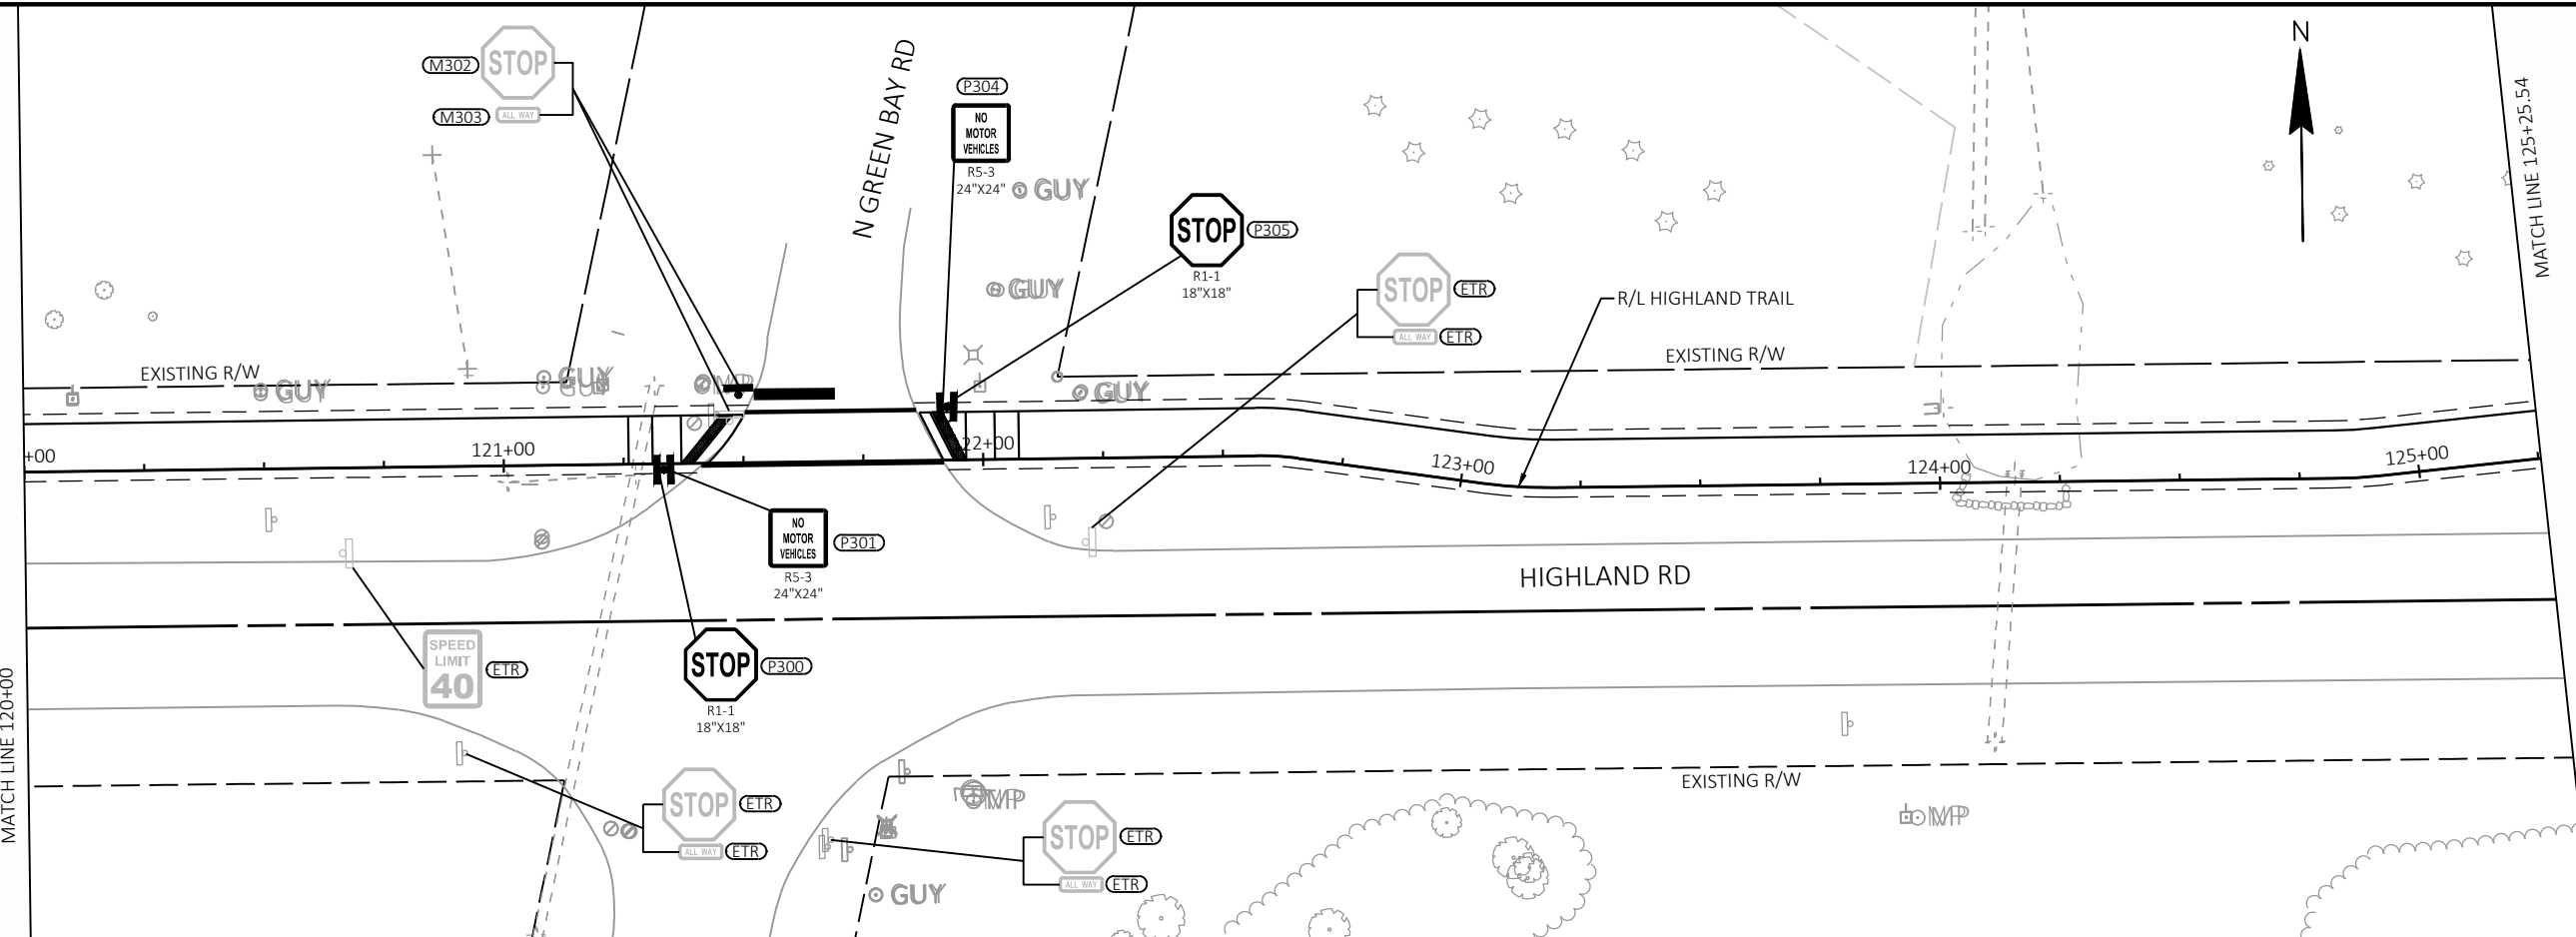 M302
STOP
M303
ALL WAY
N GREEN BAY RD
P304
NO
MOTOR
VEHICLES
R5-3
24"X24"
GUY
STOP
P305
R1-1
18"X18"
GUY
STOP
ETR
ALL WAY
ETR
R/L HIGHLAND TRAIL
N
MATCH LINE 125+25.54
EXISTING R/W
GUY
GUY
GUY
EXISTING R/W
+00
121+00
22+00
123+00
124+00
125+00
NO
MOTOR
VEHICLES
P301
R5-3
24"X24"
HIGHLAND RD
SPEED
LIMIT
40
ETR
STOP
P300
R1-1
18"X18"
MATCH LINE 120+00
STOP
ETR
ALL WAY
ETR
MP
GUY
STOP
ETR
ALL WAY
ETR
EXISTING R/W
MP